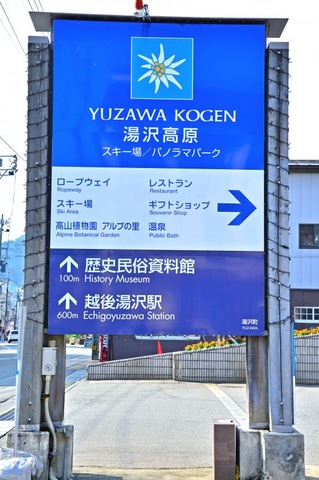 YUZAWA KOGEN
湯沢高原
スキー場／パノラマパーク
ロープウェイ
Ropeway
レストラン
Restaurant
スキー場
Ski Area
ギフトショップ
Souvenir Shop
高山植物園 アルプの里
Alpine Botanical Garden
温泉
Public Bath
100m
歴史民俗資料館
History Museum
600m
越後湯沢駅
Echigoyuzawa Station
湯沢町
YUZAWA